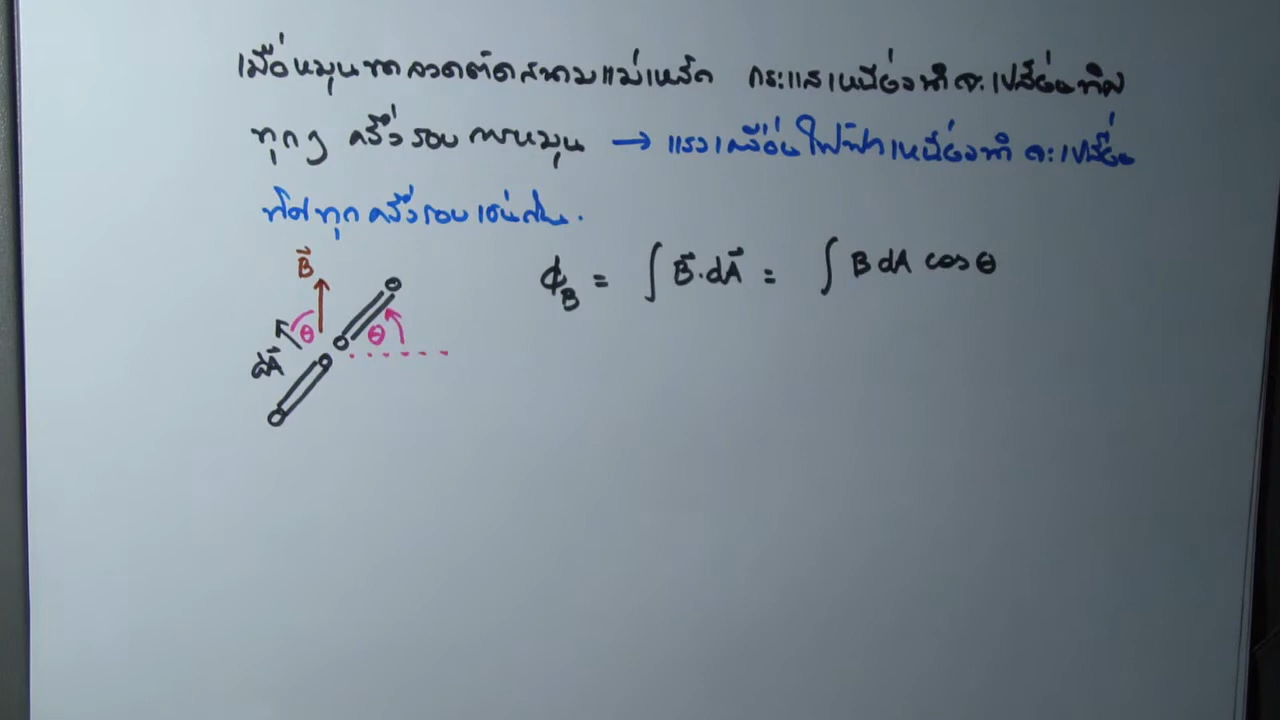 เมื่อหมุนขดลวดตัดสนามแม่เหล็ก กระแสเหนี่ยวนำจะเปลี่ยนทิศ
ทุกๆ ครึ่งรอบการหมุน → แรงเคลื่อนไฟฟ้าเหนี่ยวนำ จะเปลี่ยน
ทิศทุกครึ่งรอบเช่นกัน.
B⃗
ϕ_B = ∫ B⃗·dA⃗ = ∫ B dA cos θ
θ
θ
dA⃗